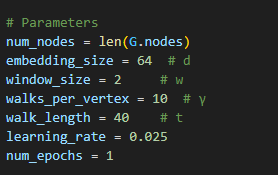 # Parameters
num_nodes = len(G.nodes)
embedding_size = 64  # d
window_size = 2     # w
walks_per_vertex = 10  # γ
walk_length = 40    # t
learning_rate = 0.025
num_epochs = 1